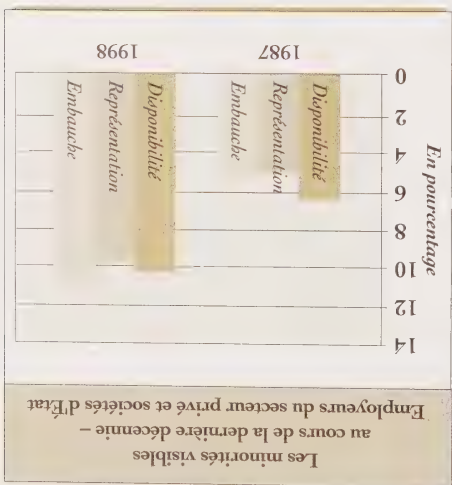 Les minorités visibles
au cours de la dernière décennie –
Employeurs du secteur privé et sociétés d'État
En pourcentage
14
12
10
8
6
4
2
0
Disponibilité
Représentation
Embauche
Disponibilité
Représentation
Embauche
1987
1998